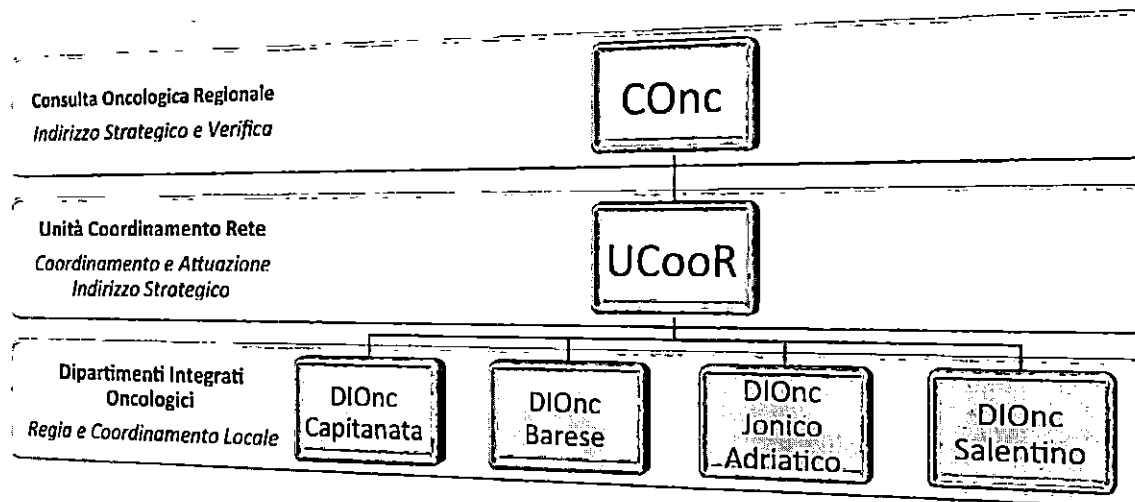 Consulta Oncologica Regionale
Indirizzo Strategico e Verifica
COnc
Unità Coordinamento Rete
Coordinamento e Attuazione
Indirizzo Strategico
UCooR
Dipartimenti Integrati
Oncologici
Regia e Coordinamento Locale
DIOnc
Capitanata
DIOnc
Barese
DIOnc
Jonico
Adriatico
DIOnc
Salentino